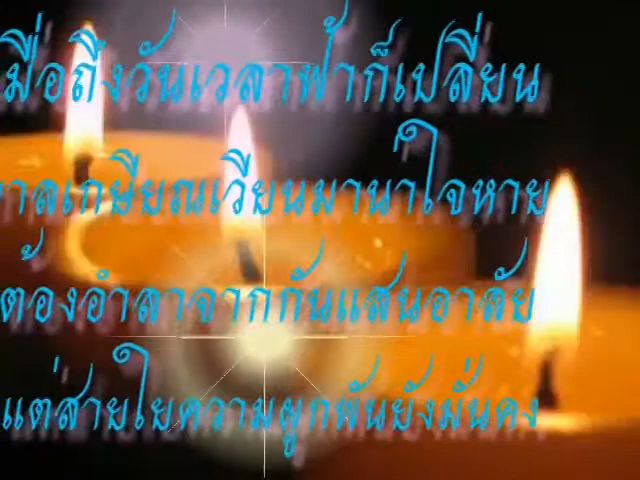 มื่อถึงวันเวลาฟ้าก็เปลี่ยน
าลเกษียณเวียนมาน่าใจหาย
ต้องอำลาจากกันแสนอาลัย
แต่สายใยความผูกพันยังมั่นคง